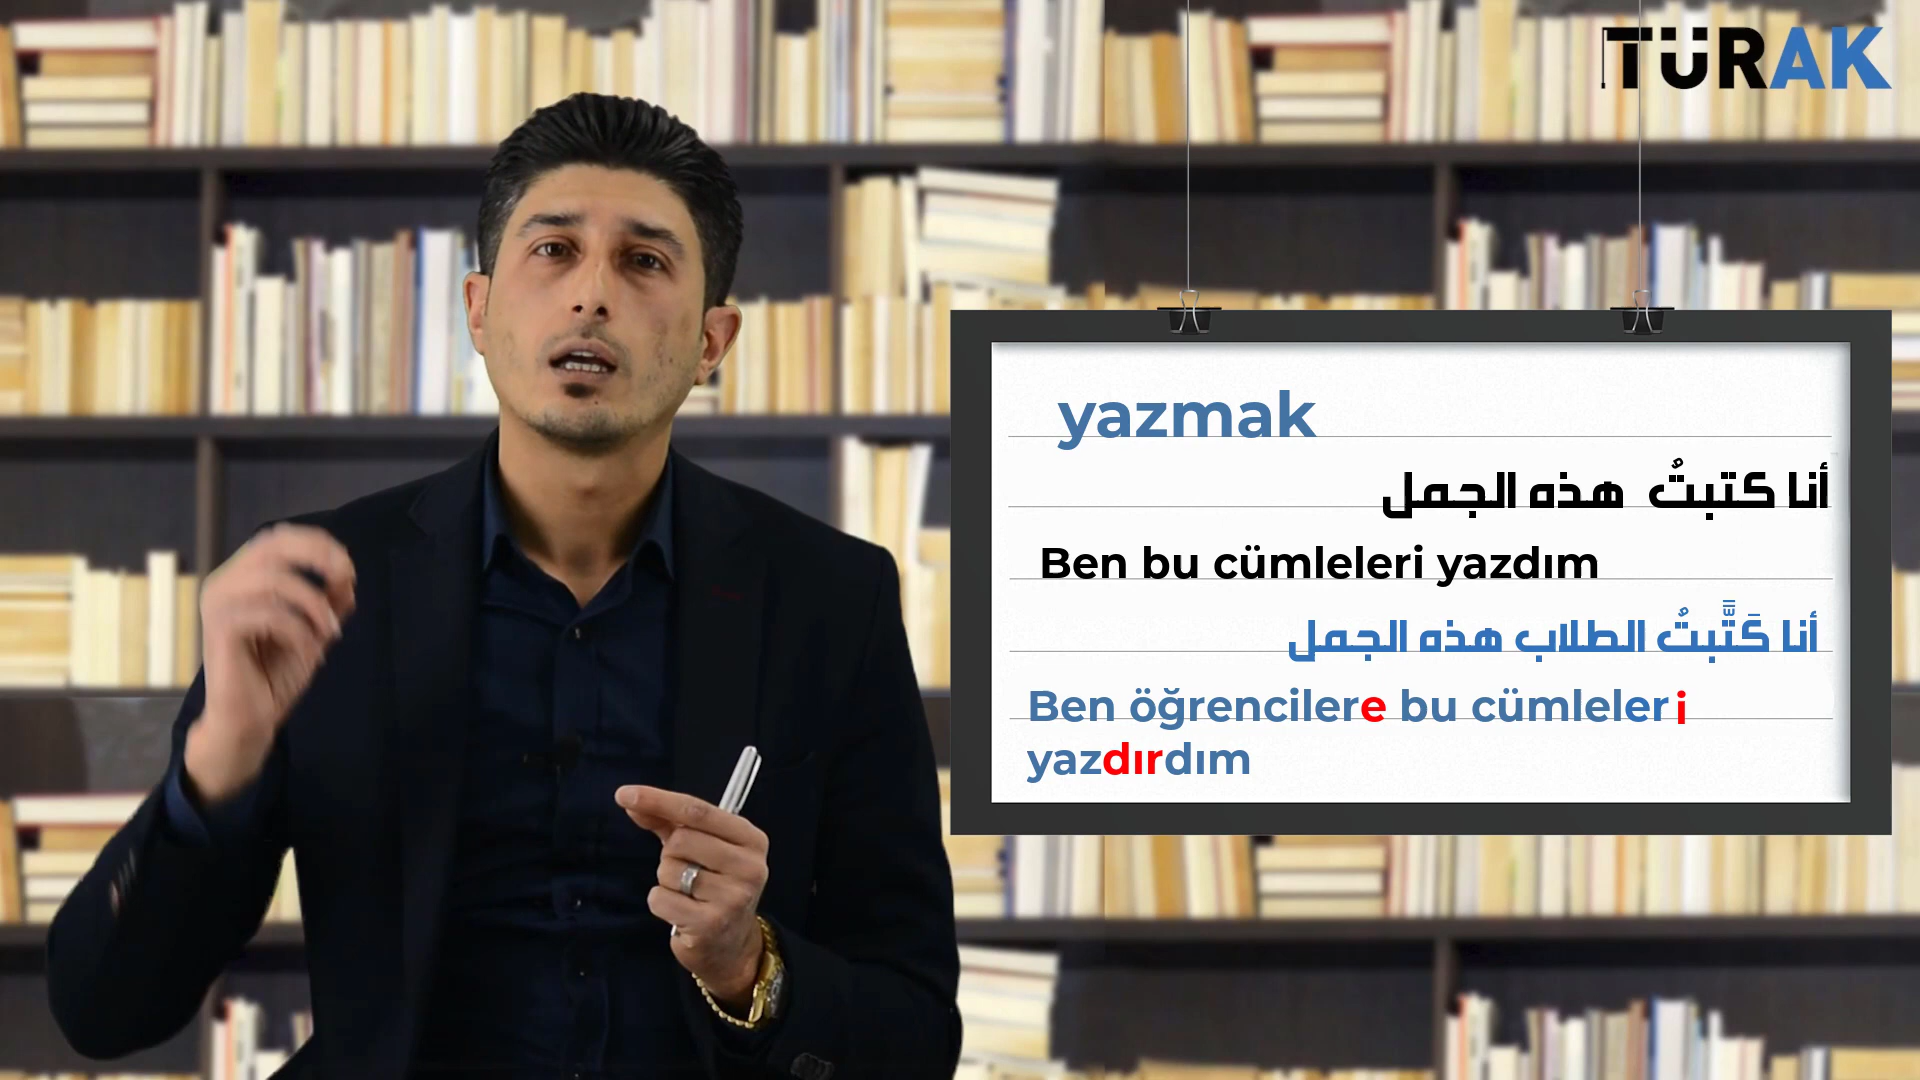 TÜRAK
yazmak
أنا كتبتُ هذه الجمل
Ben bu cümleleri yazdım
أنا كَتَّبتُ الطلاب هذه الجمل
Ben öğrencilere bu cümleleri
yazdırdım